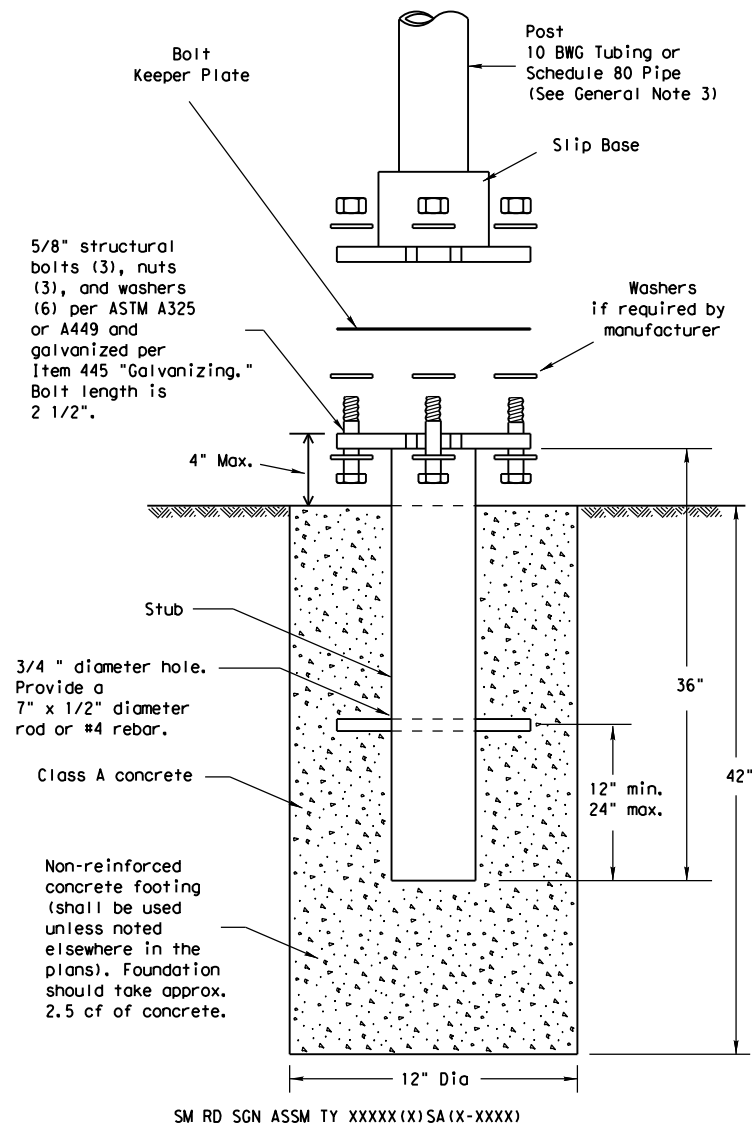 Bolt
Keeper Plate
Post
10 BWG Tubing or
Schedule 80 Pipe
(See General Note 3)
Slip Base
5/8" structural
bolts (3), nuts
(3), and washers
(6) per ASTM A325
or A449 and
galvanized per
Item 445 "Galvanizing."
Bolt length is
2 1/2".
Washers
if required by
manufacturer
4" Max.
Stub
3/4 " diameter hole.
Provide a
7" x 1/2" diameter
rod or #4 rebar.
36"
12" min.
24" max.
42"
Class A concrete
Non-reinforced
concrete footing
(shall be used
unless noted
elsewhere in the
plans). Foundation
should take approx.
2.5 cf of concrete.
12" Dia
SM RD SGN ASSM TY XXXXX(X)SA(X-XXXX)